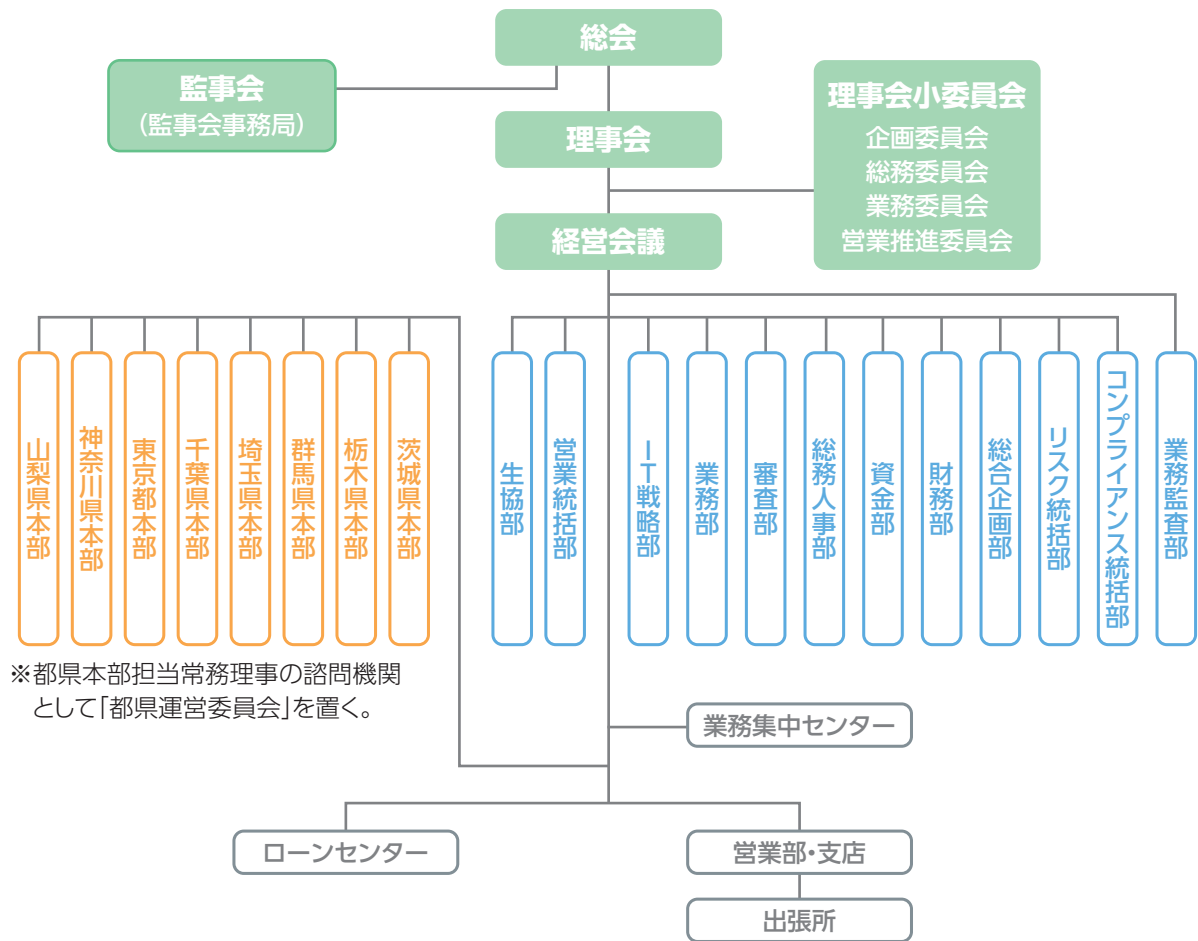 総会
監事会
（監事会事務局）
理事会小委員会
企画委員会
総務委員会
業務委員会
営業推進委員会
理事会
経営会議
山梨県本部
神奈川県本部
東京都本部
千葉県本部
埼玉県本部
群馬県本部
栃木県本部
茨城県本部
生協部
営業統括部
IT戦略部
業務部
審査部
総務人事部
資金部
財務部
総合企画部
リスク統括部
コンプライアンス統括部
業務監査部
※都県本部担当常務理事の諮問機関
として「都県運営委員会」を置く。
業務集中センター
ローンセンター
営業部・支店
出張所